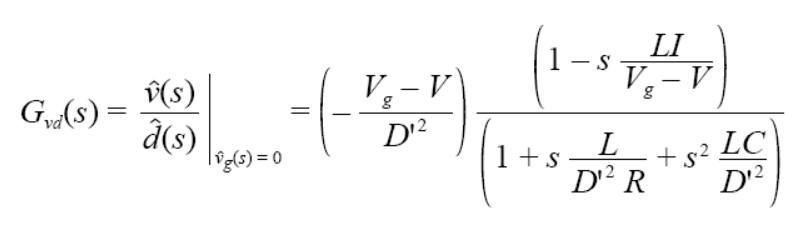 G_{vd}(s) = \frac{\hat{v}(s)}{\hat{d}(s)} \bigg|_{\hat{v}_g(s) = 0} = \left( - \frac{V_g - V}{D'^2} \right) \frac{\left( 1 - s \frac{LI}{V_g - V} \right)}{\left( 1 + s \frac{L}{D'^2 R} + s^2 \frac{LC}{D'^2} \right)}